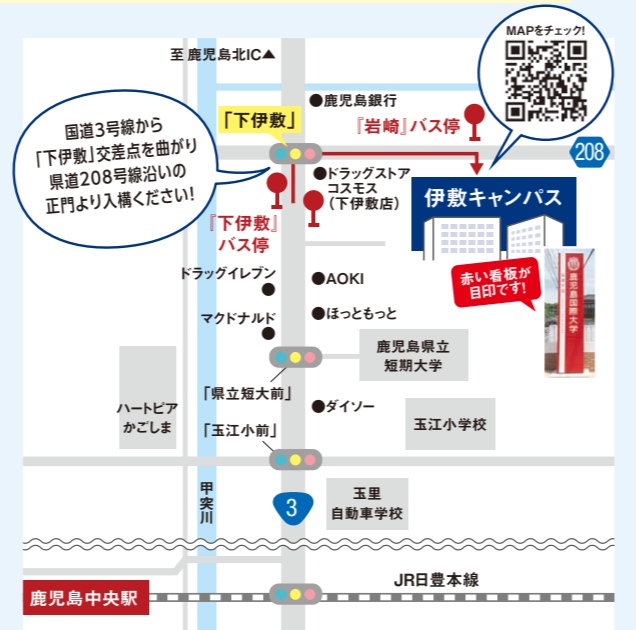 MAPをチェック!
至 鹿児島北IC▲
国道3号線から
「下伊敷」交差点を曲がり
県道208号線沿いの
正門より入構ください!
「下伊敷」
●鹿児島銀行
『岩崎』バス停
208
●ドラッグストア
コスモス
(下伊敷店)
伊敷キャンパス
『下伊敷』
バス停
赤い看板が
目印です!
鹿児島国際大学
ドラッグイレブン
●AOKI
マクドナルド
●ほっともっと
鹿児島県立
短期大学
「県立短大前」
ハートピア
かごしま
●ダイソー
玉江小学校
「玉江小前」
甲突川
3
玉里
自動車学校
JR日豊本線
鹿児島中央駅